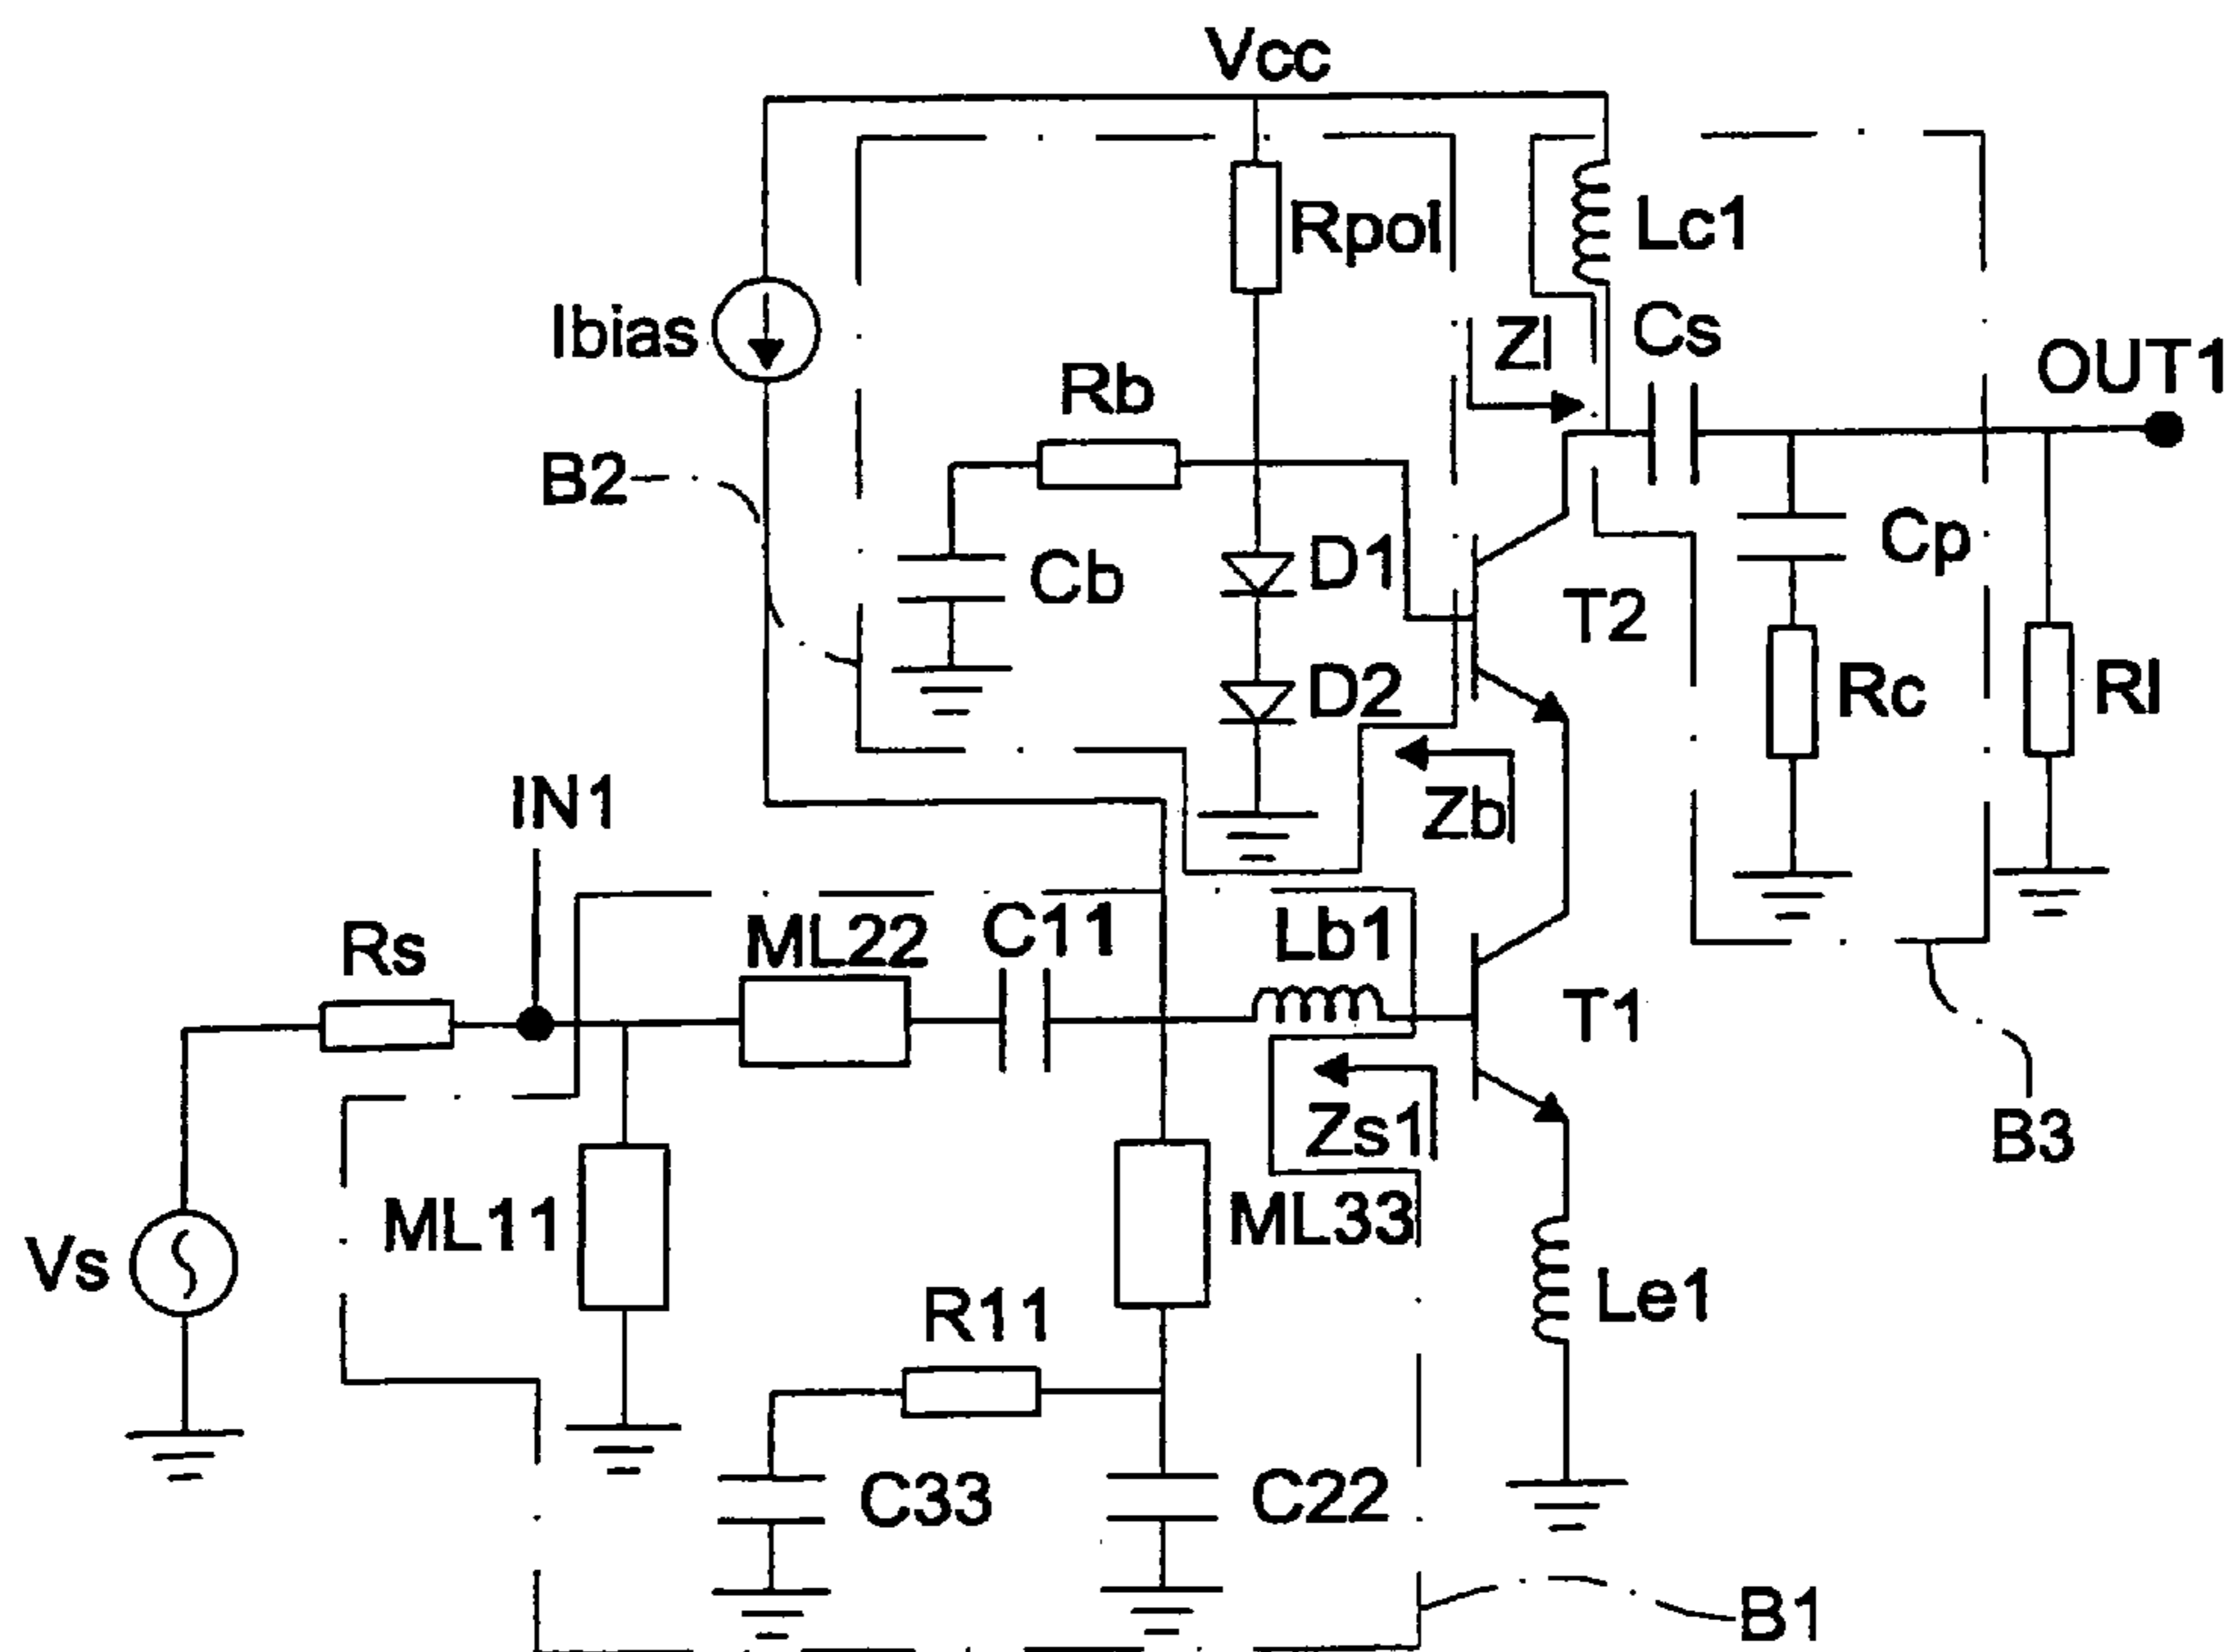 Vcc
Rpol
Lc1
Ibias
Zl
Cs
OUT1
Rb
B2
Cb
D1
Cp
T2
D2
Rc
Rl
Zb
IN1
Rs
ML22
C11
Lb1
T1
Zs1
B3
ML11
ML33
Vs
R11
Le1
C33
C22
B1